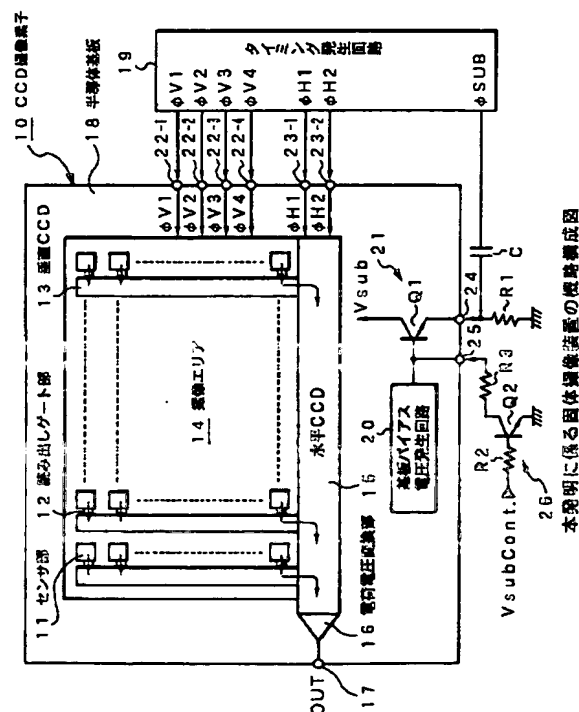 10 CCD撮像素子
18 半導体基板
19
タイミング発生回路
φV1
φV2
φV3
φV4
φH1
φH2
φSUB
22-1
22-2
22-3
22-4
23-1
23-2
φV1
φV2
φV3
φV4
φH1
φH2
13 垂直CCD
12 読み出しゲート部
11 センサ部
14 撮像エリア
水平CCD
15
16 電荷電圧変換部
OUT
17
Vsub
21
Q1
20
基板バイアス
電圧発生回路
24
25
C
R1
R3
Q2
R2
26
VsubCont.
本発明に係る固体撮像装置の概略構成図